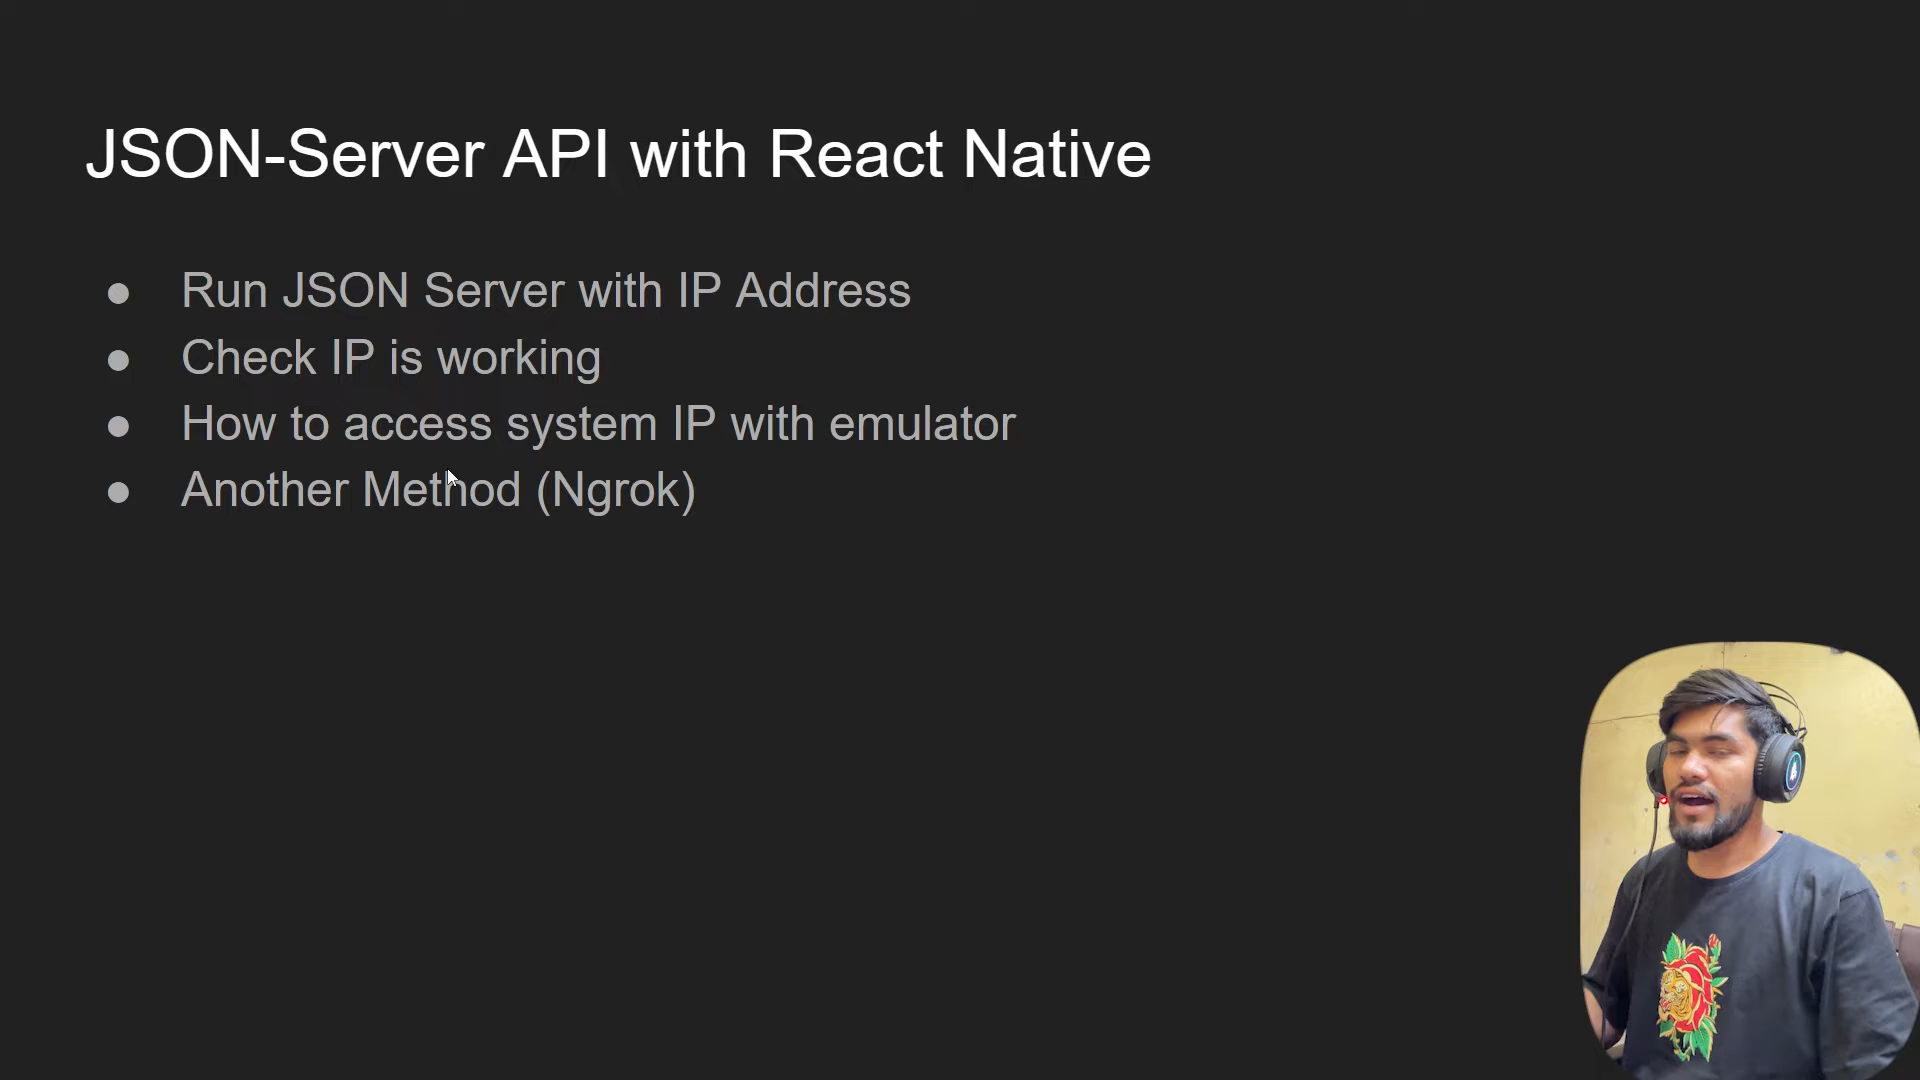 JSON-Server API with React Native
● Run JSON Server with IP Address
● Check IP is working
● How to access system IP with emulator
● Another Method (Ngrok)